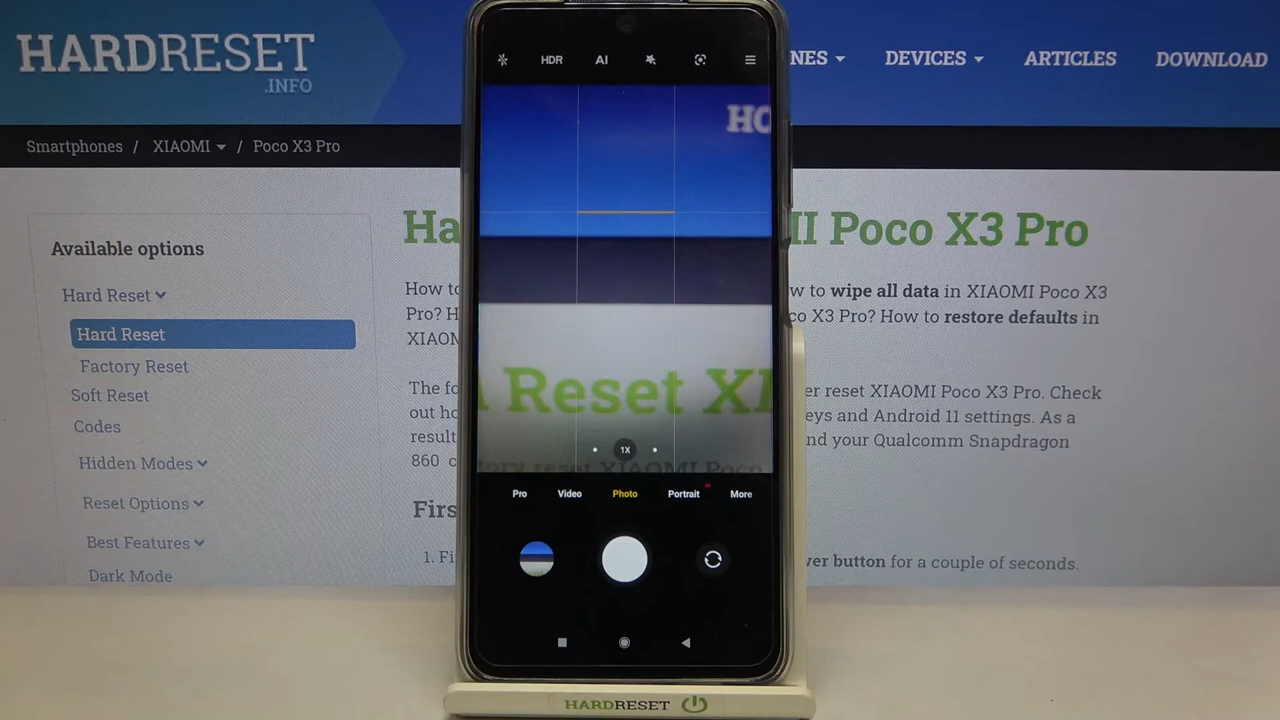 HARDRESET
.INFO
NES
DEVICES
ARTICLES
DOWNLOAD
Smartphones / XIAOMI / Poco X3 Pro
Available options
Hard Reset
Hard Reset
Factory Reset
Soft Reset
Codes
Hidden Modes
Reset Options
Best Features
Dark Mode
Ha
I Poco X3 Pro
How to
w to wipe all data in XIAOMI Poco X3
Pro? H
co X3 Pro? How to restore defaults in
XIAOM
The fo
er reset XIAOMI Poco X3 Pro. Check
out ho
eys and Android 11 settings. As a
result
nd your Qualcomm Snapdragon
860 c
Firs
1. Fi
ver button for a couple of seconds.
HDR AI
HO
Reset XI
1X
ory reset XIAOMI Poco
Pro Video Photo Portrait More
HARDRESET